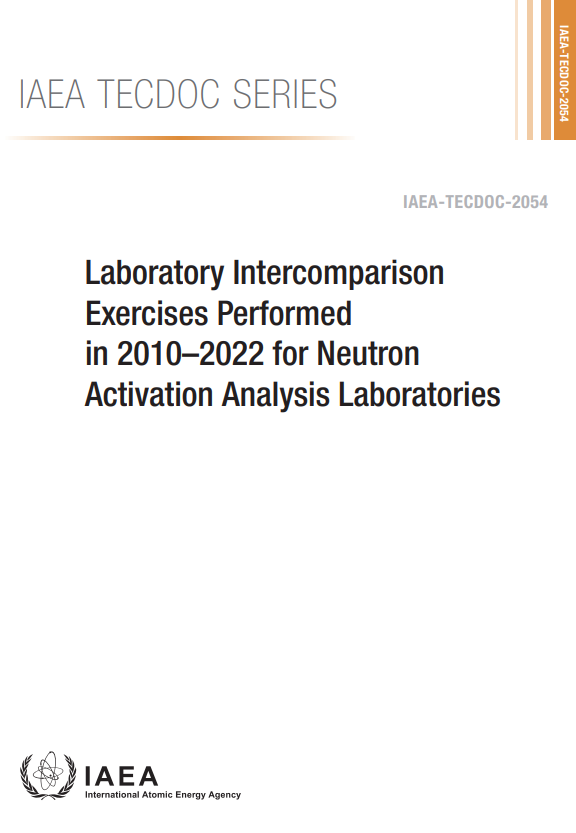 IAEA TECDOC SERIES
IAEA-TECDOC-2054
IAEA-TECDOC-2054
Laboratory Intercomparison
Exercises Performed
in 2010–2022 for Neutron
Activation Analysis Laboratories
IAEA
International Atomic Energy Agency